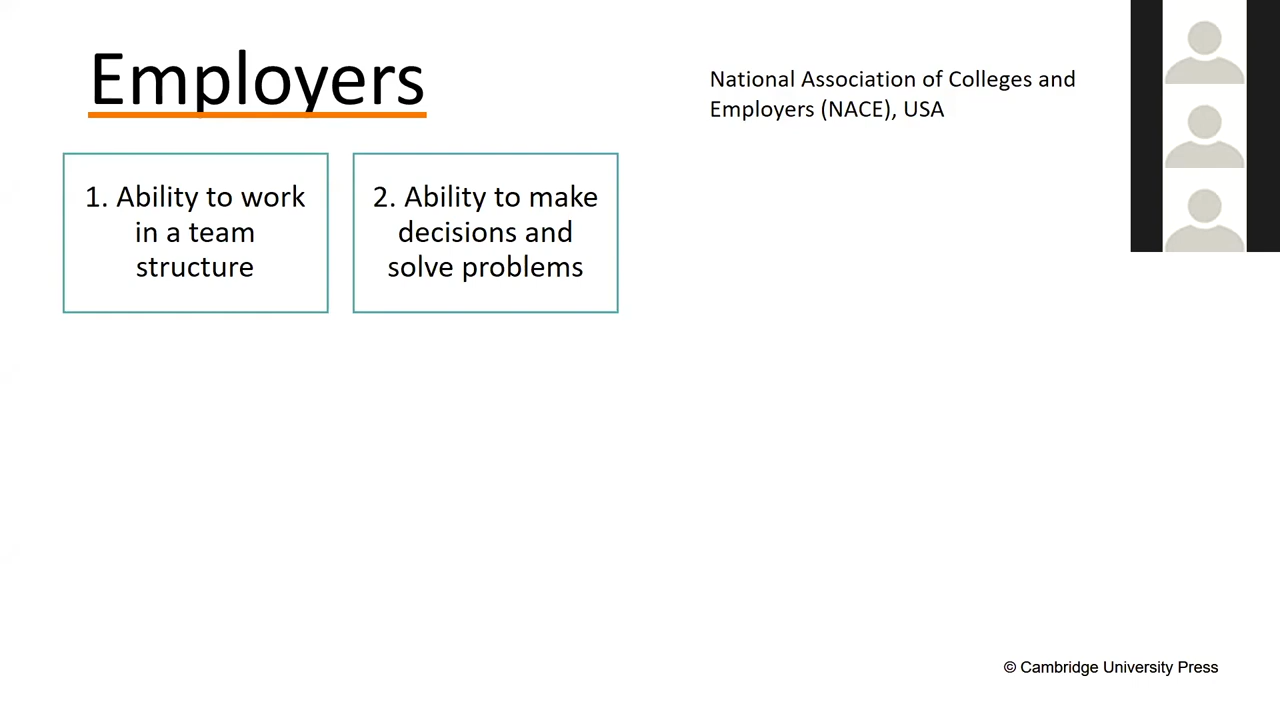 Employers
National Association of Colleges and
Employers (NACE), USA
1. Ability to work
in a team
structure
2. Ability to make
decisions and
solve problems
© Cambridge University Press